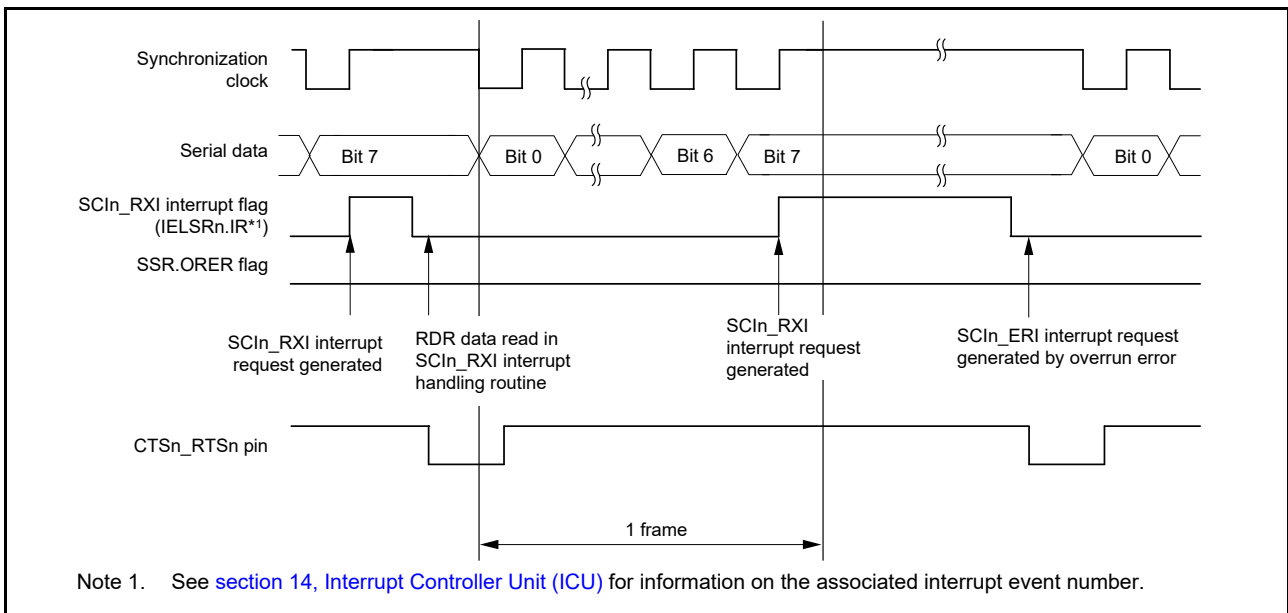 Synchronization
clock
Serial data
Bit 7
Bit 0
Bit 6
Bit 7
Bit 0
SCIn_RXI interrupt flag
(IELSRn.IR*1)
SSR.ORER flag
SCIn_RXI interrupt
request generated
RDR data read in
SCIn_RXI interrupt
handling routine
SCIn_RXI
interrupt request
generated
SCIn_ERI interrupt request
generated by overrun error
CTSn_RTSn pin
1 frame
Note 1. See section 14, Interrupt Controller Unit (ICU) for information on the associated interrupt event number.